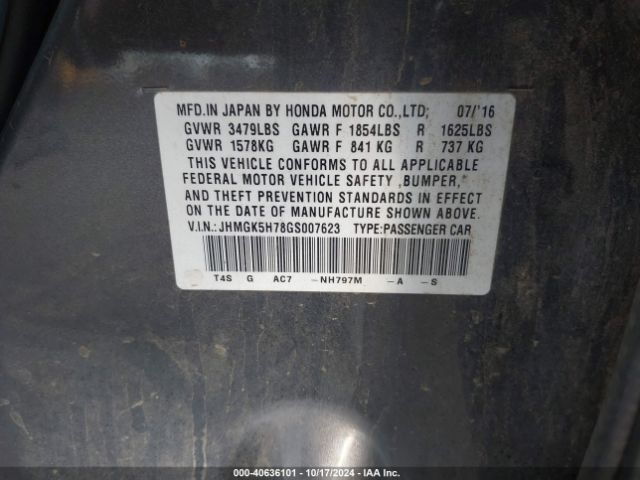 MFD.IN JAPAN BY HONDA MOTOR CO.,LTD; 07/'16
GVWR 3479LBS GAWR F 1854LBS R 1625LBS
GVWR 1578KG GAWR F 841 KG R 737 KG
THIS VEHICLE CONFORMS TO ALL APPLICABLE
FEDERAL MOTOR VEHICLE SAFETY ,BUMPER,
AND THEFT PREVENTION STANDARDS IN EFFECT
ON THE DATE OF MANUFACTURE SHOWN ABOVE.
V.I.N.:JHMGK5H78GS007623 TYPE:PASSENGER CAR
T4S G AC7 -NH797M -A -S
000-40636101 - 10/17/2024 - IAA Inc.